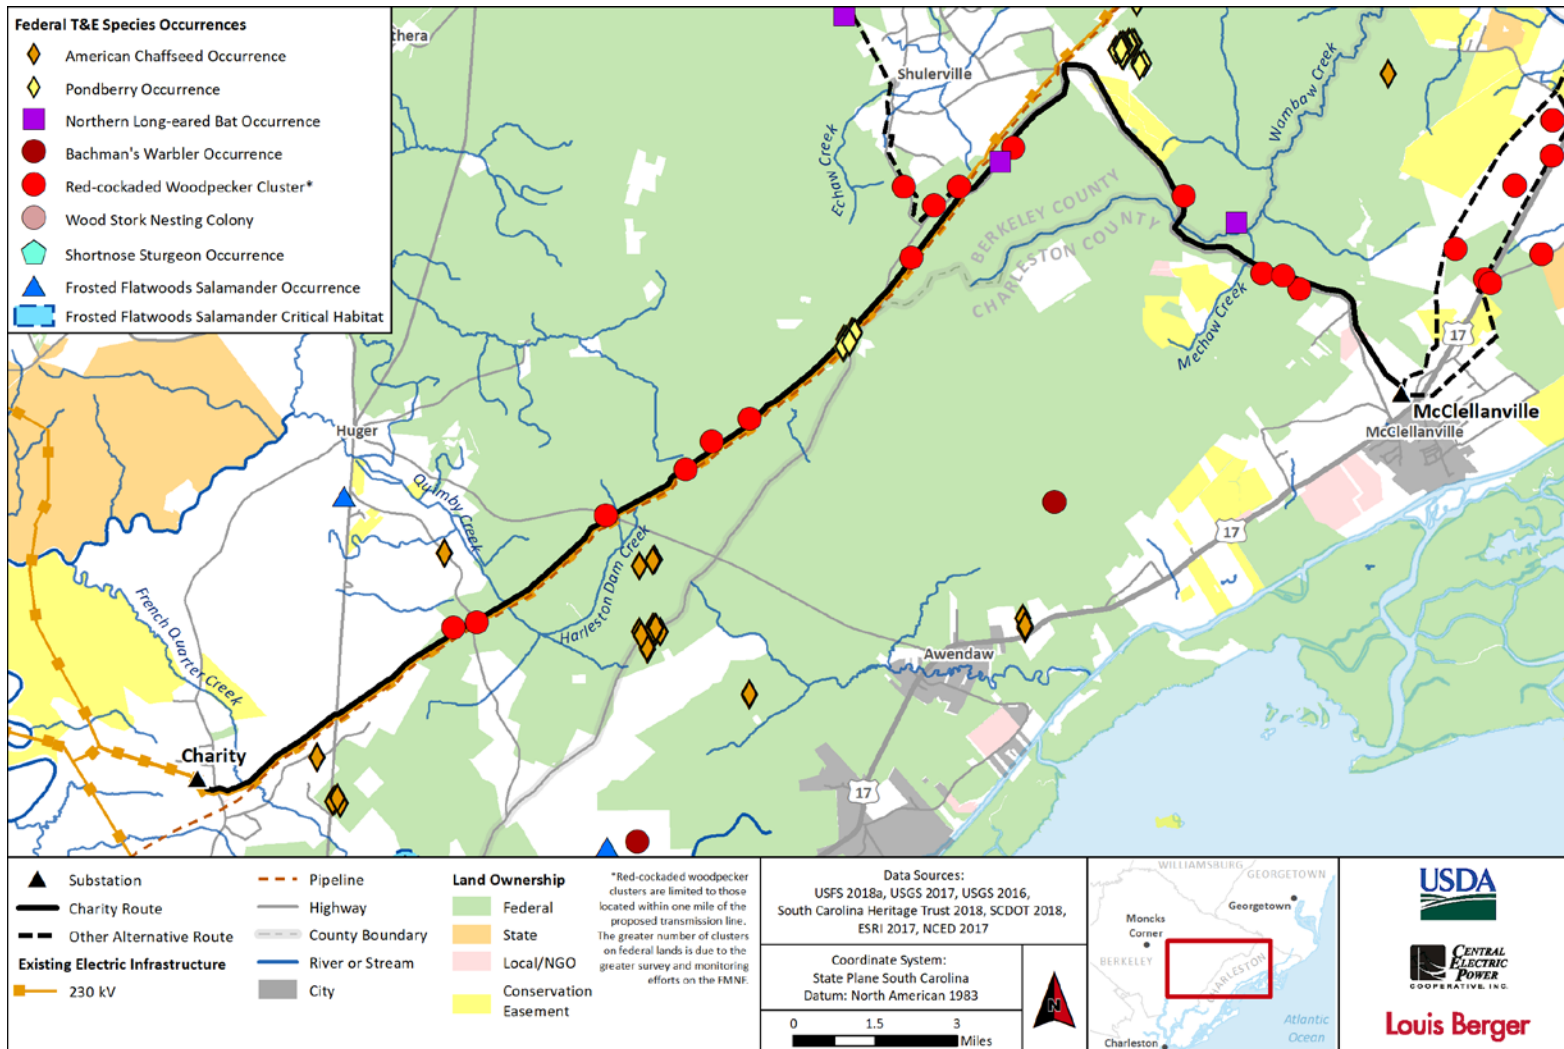 Federal T&E Species Occurrences
American Chaffseed Occurrence
Pondberry Occurrence
Northern Long-eared Bat Occurrence
Bachman's Warbler Occurrence
Red-cockaded Woodpecker Cluster*
Wood Stork Nesting Colony
Shortnose Sturgeon Occurrence
Frosted Flatwoods Salamander Occurrence
Frosted Flatwoods Salamander Critical Habitat
thera
Shulerville
Echaw Creek
Wambaw Creek
BERKELEY COUNTY
CHARLESTON COUNTY
Mechaw Creek
17
McClellanville
McClellanville
Huger
Quimby Creek
Harleston Dam Creek
17
French Quarter Creek
Awendaw
Charity
17
Substation
Charity Route
Other Alternative Route
Existing Electric Infrastructure
230 kV
Pipeline
Highway
County Boundary
River or Stream
City
Land Ownership
Federal
State
Local/NGO
Conservation
Easement
*Red-cockaded woodpecker
clusters are limited to those
located within one mile of the
proposed transmission line.
The greater number of clusters
on federal lands is due to the
greater survey and monitoring
efforts on the FMNF.
Data Sources:
USFS 2018a, USGS 2017, USGS 2016,
South Carolina Heritage Trust 2018, SCDOT 2018,
ESRI 2017, NCED 2017
Coordinate System:
State Plane South Carolina
Datum: North American 1983
0 1.5 3
Miles
N
WILLIAMSBURG
GEORGETOWN
Georgetown
Moncks
Corner
BERKELEY
CHARLESTON
Charleston
Atlantic
Ocean
USDA
CENTRAL
ELECTRIC
POWER
COOPERATIVE, INC.
Louis Berger